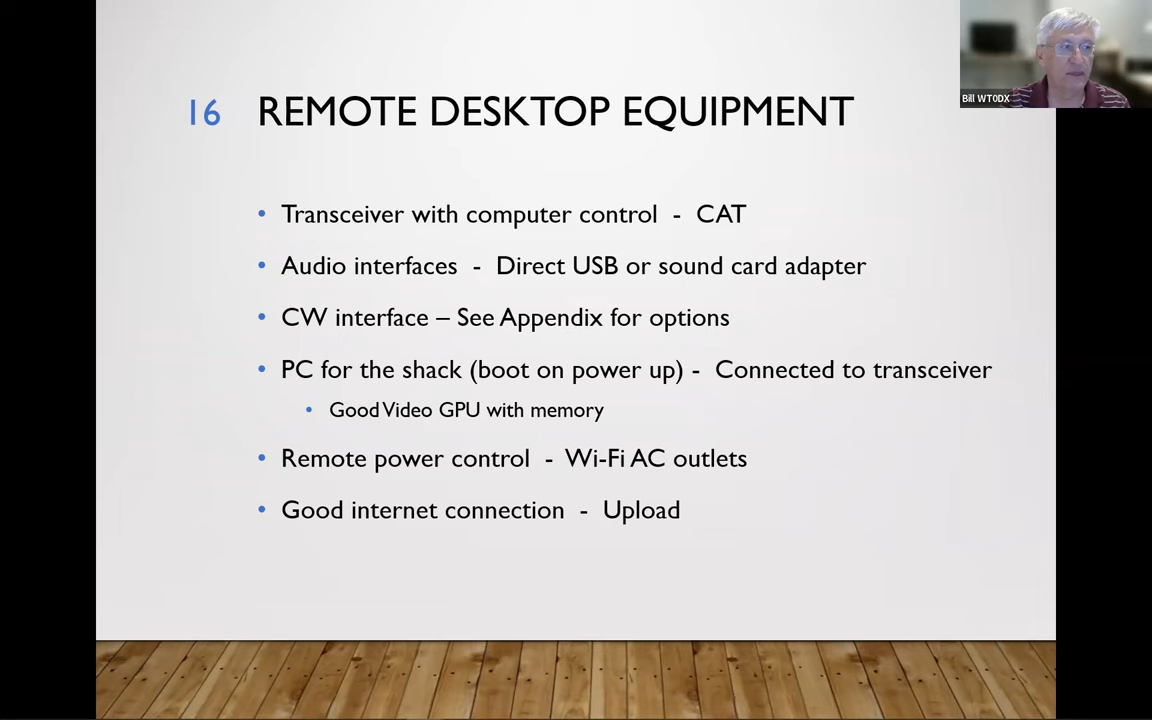 16 REMOTE DESKTOP EQUIPMENT
Bill WT0DX
• Transceiver with computer control - CAT
• Audio interfaces - Direct USB or sound card adapter
• CW interface – See Appendix for options
• PC for the shack (boot on power up) - Connected to transceiver
• Good Video GPU with memory
• Remote power control - Wi-Fi AC outlets
• Good internet connection - Upload